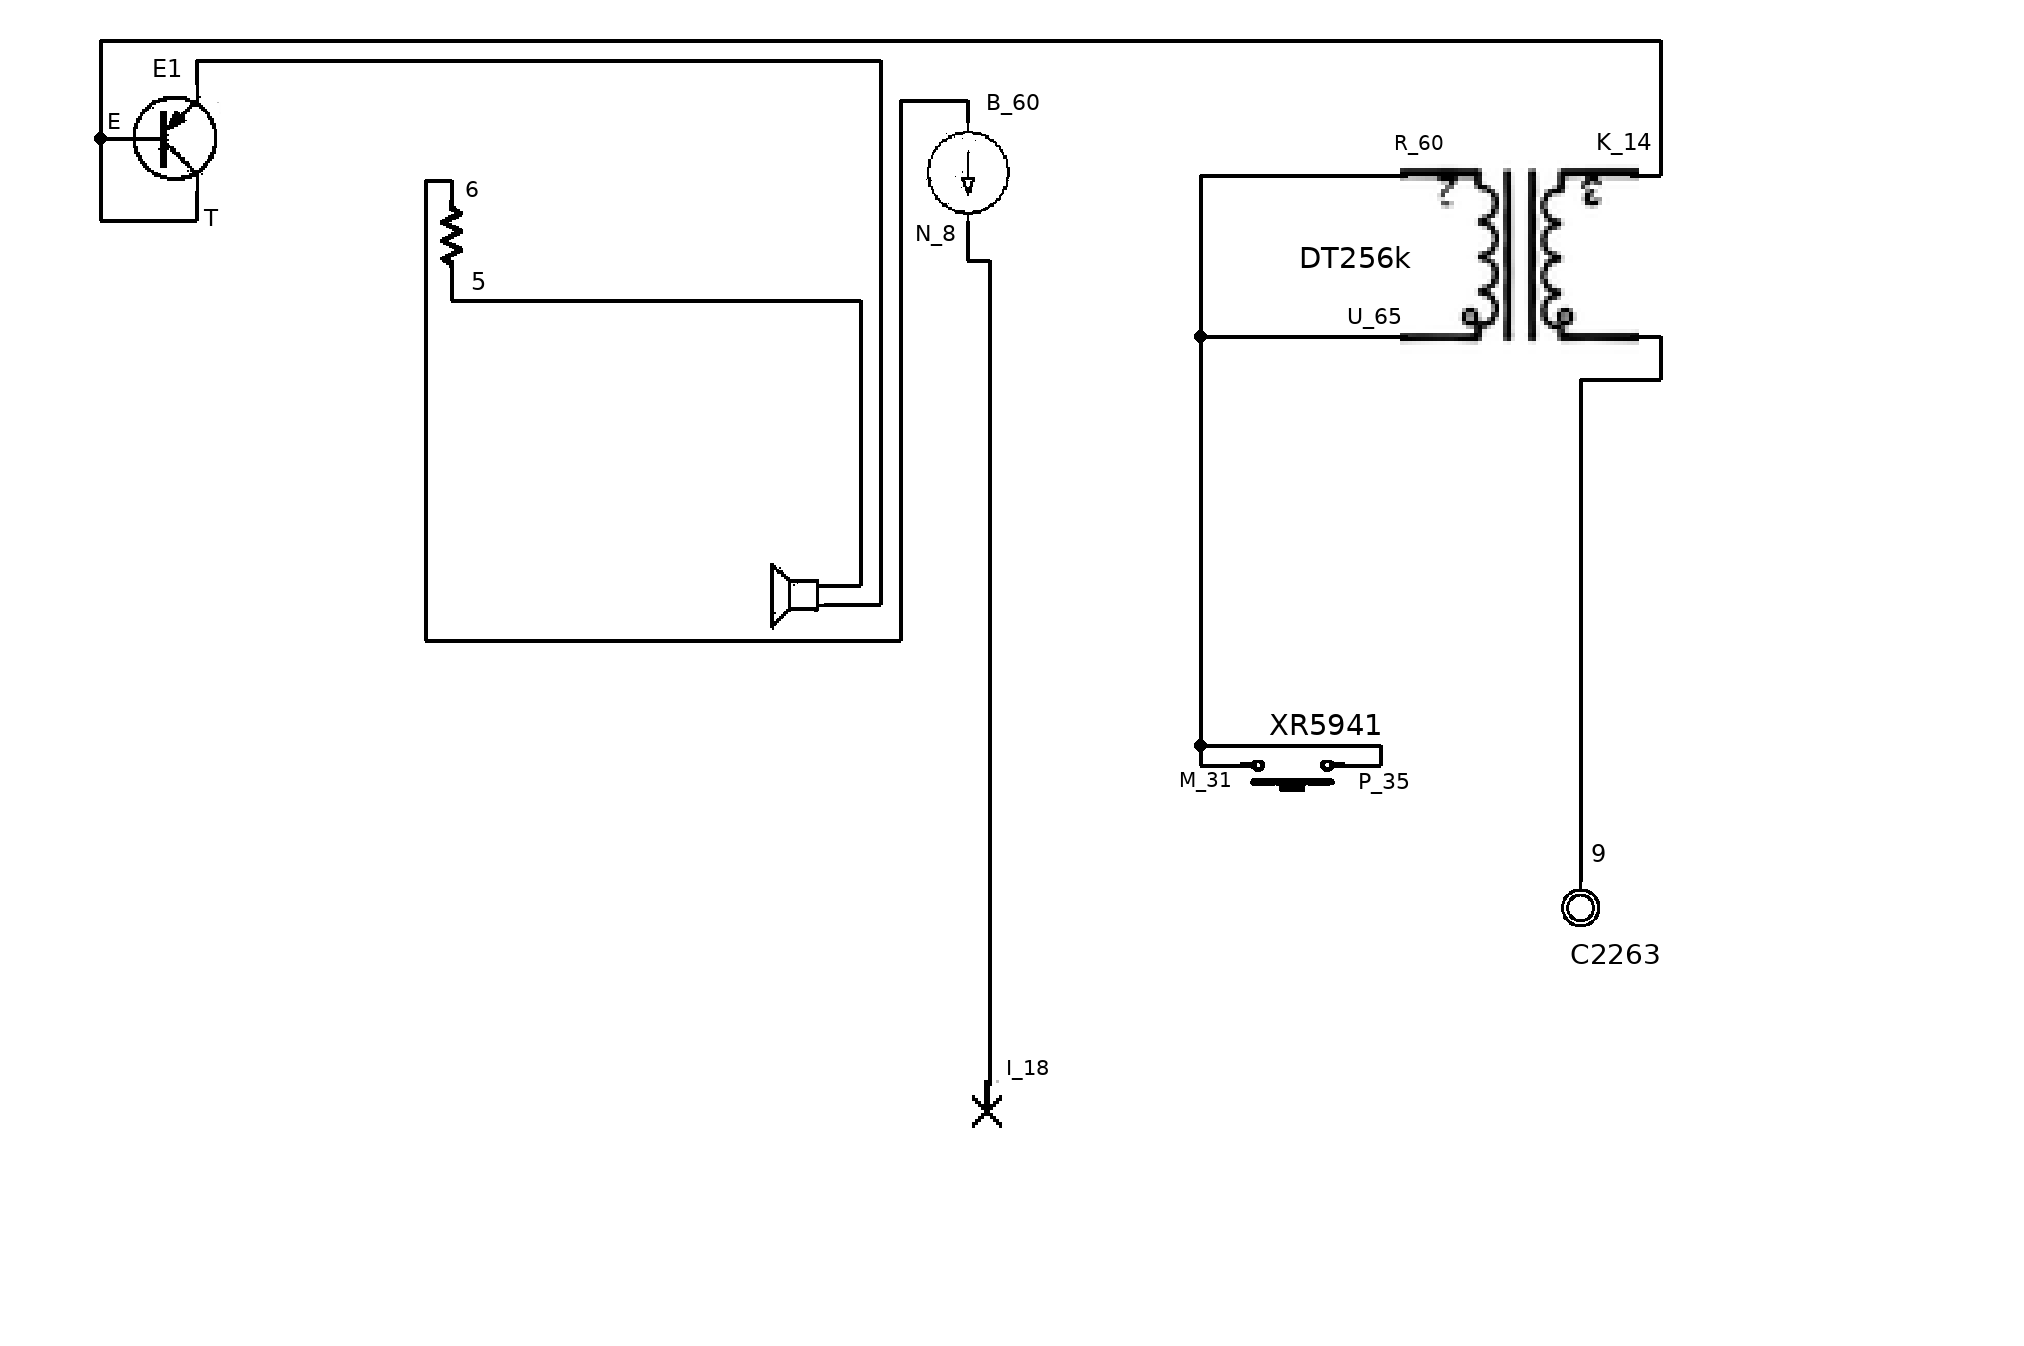 E1
B_60
E
R_60
K_14
6
T
N_8
DT256k
5
U_65
XR5941
M_31
P_35
9
C2263
I_18